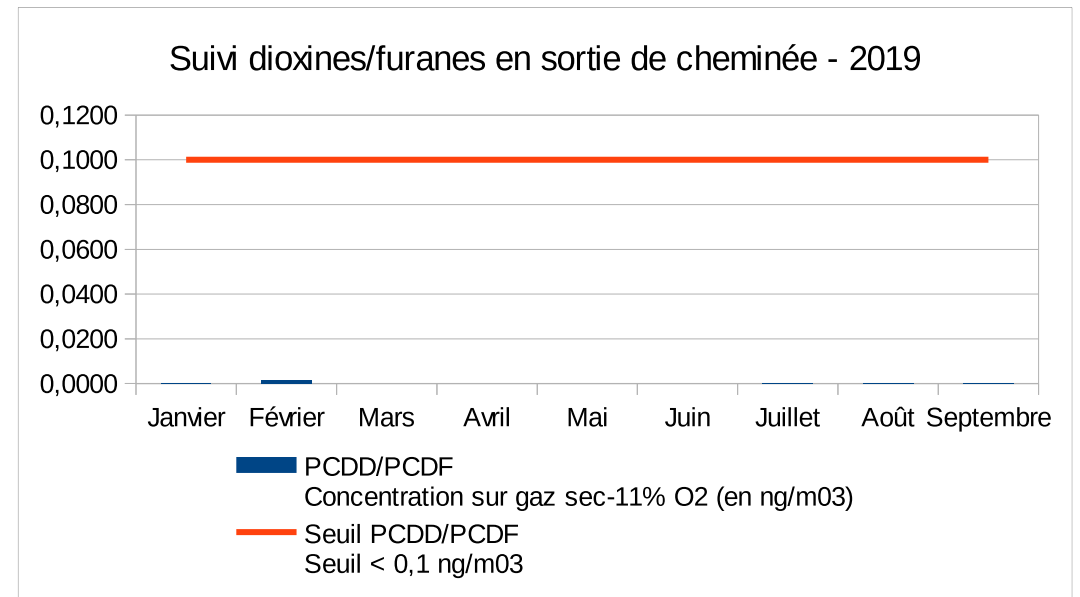 Suivi dioxines/furanes en sortie de cheminée - 2019
0,1200
0,1000
0,0800
0,0600
0,0400
0,0200
0,0000
Janvier Février Mars Avril Mai Juin Juillet Août Septembre
PCDD/PCDF
Concentration sur gaz sec-11% O2 (en ng/m03)
Seuil PCDD/PCDF
Seuil < 0,1 ng/m03